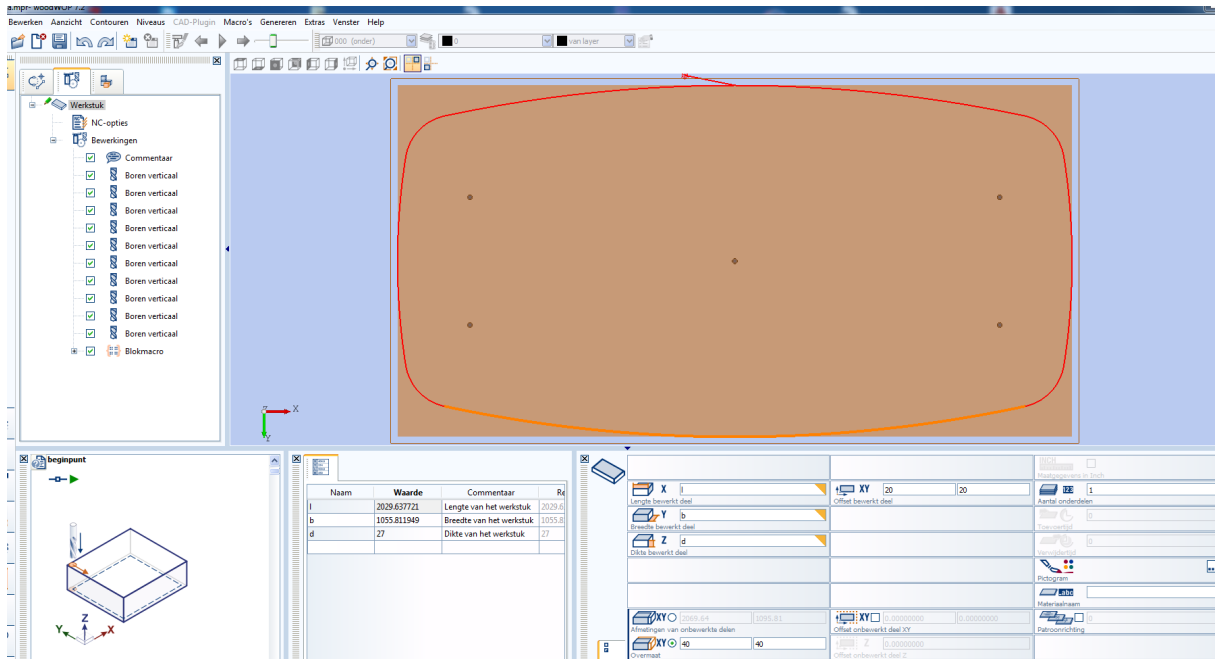 a.mpr- woodWOP 7.2
Bewerken Aanzicht Contouren Niveaus CAD-Plugin Macro's Genereren Extras Venster Help
000 (onder) 0 van layer
Werkstuk
NC-opties
Bewerkingen
Commentaar
Boren verticaal
Boren verticaal
Boren verticaal
Boren verticaal
Boren verticaal
Boren verticaal
Boren verticaal
Boren verticaal
Boren verticaal
Boren verticaal
Blokmacro
X
Y
beginpunt
Z
Y X
Naam Waarde Commentaar Re
l 2029.637721 Lengte van het werkstuk 2029.6
b 1055.811949 Breedte van het werkstuk 1055.8
d 27 Dikte van het werkstuk 27
INCH
Maatgegevens in Inch
X l XY 20 20 123 1
Lengte bewerkt deel Offset bewerkt deel Aantal onderdelen
Y b 0
Breedte bewerkt deel Toevoertijd
Z d 0
Dikte bewerkt deel Verwijdertijd
Pictogram
abc
Materiaalnaam
XY 2069.64 1095.81 XY 0.00000000 0.00000000 0
Afmetingen van onbewerkte delen Offset onbewerkt deel XY Patroonrichting
XY 40 40 Z 0.00000000
Overmaat Offset onbewerkt deel Z